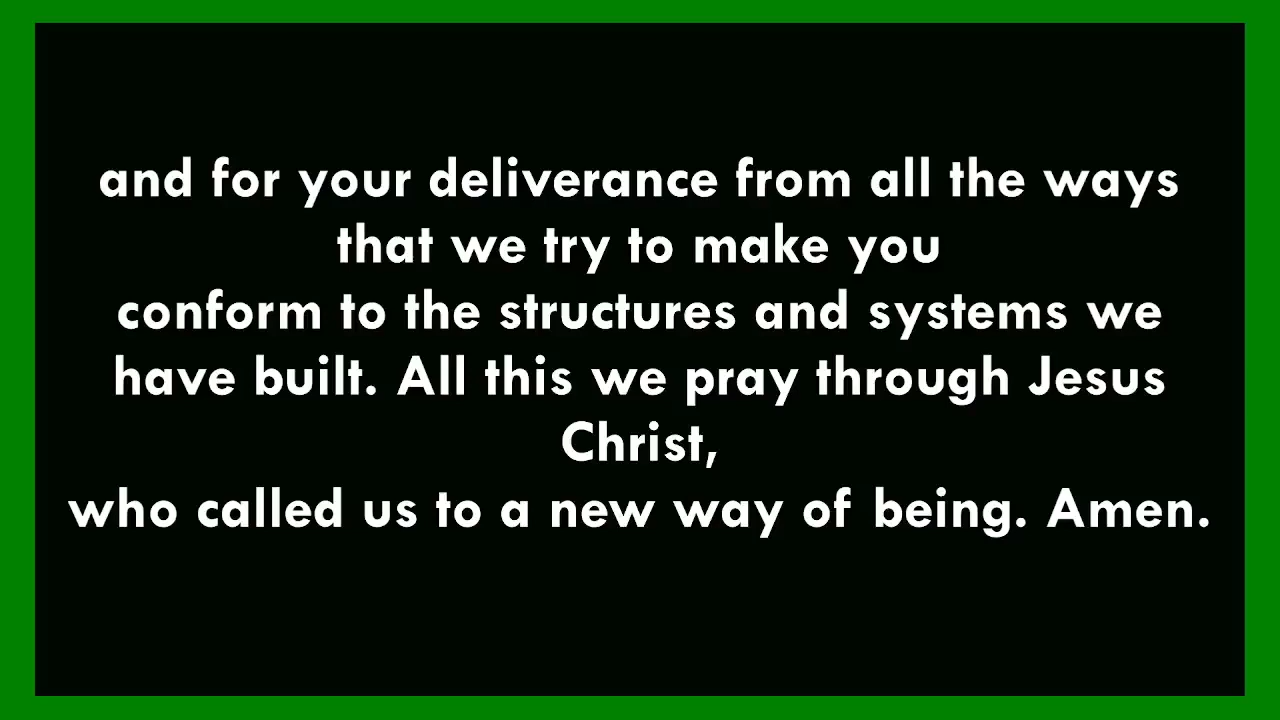 and for your deliverance from all the ways
that we try to make you
conform to the structures and systems we
have built. All this we pray through Jesus
Christ,
who called us to a new way of being. Amen.